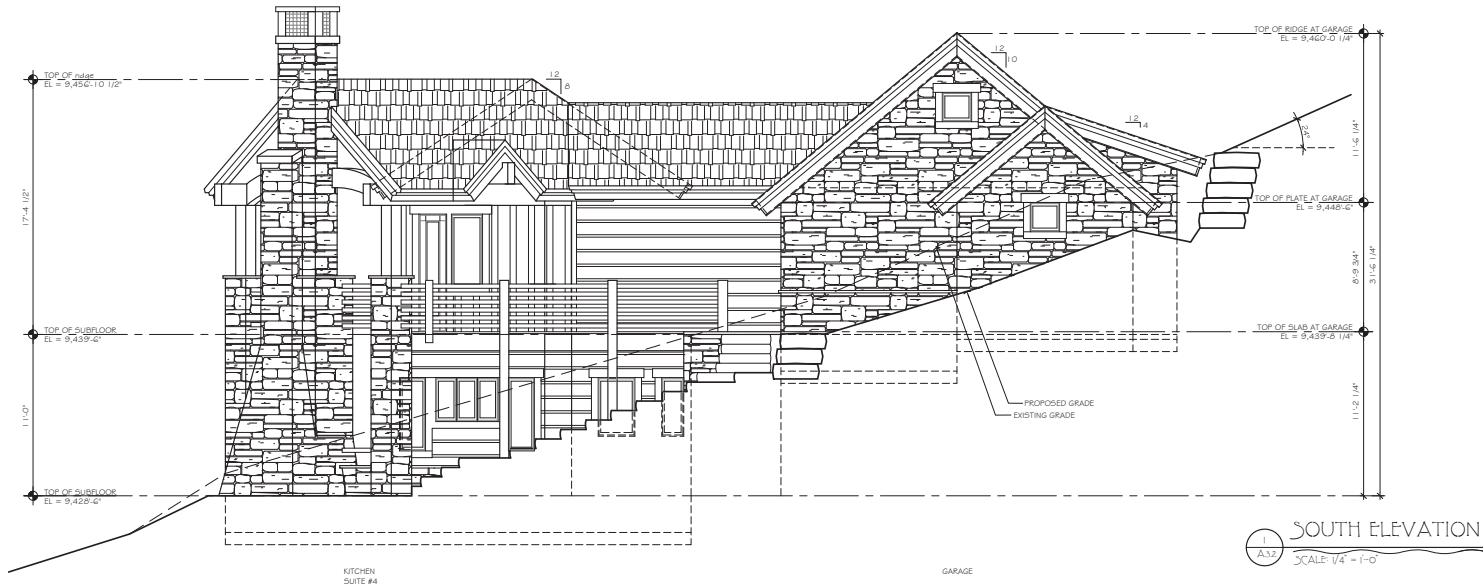 TOP OF RIDGE AT GARAGE
EL = 9,460'-0 1/4"
12
10
TOP OF ridge
EL = 9,456'-10 1/2"
12
8
12
4
24°
11'-6 1/4"
17'-4 1/2"
TOP OF PLATE AT GARAGE
EL = 9,448'-6"
8'-9 3/4"
31'-6 1/4"
TOP OF SUBFLOOR
EL = 9,439'-6"
TOP OF SLAB AT GARAGE
EL = 9,439'-8 1/4"
PROPOSED GRADE
EXISTING GRADE
11'-0"
11'-2 1/4"
TOP OF SUBFLOOR
EL = 9,428'-6"
1
A3.2
SOUTH ELEVATION
SCALE: 1/4" = 1'-0"
KITCHEN
SUITE #4
GARAGE